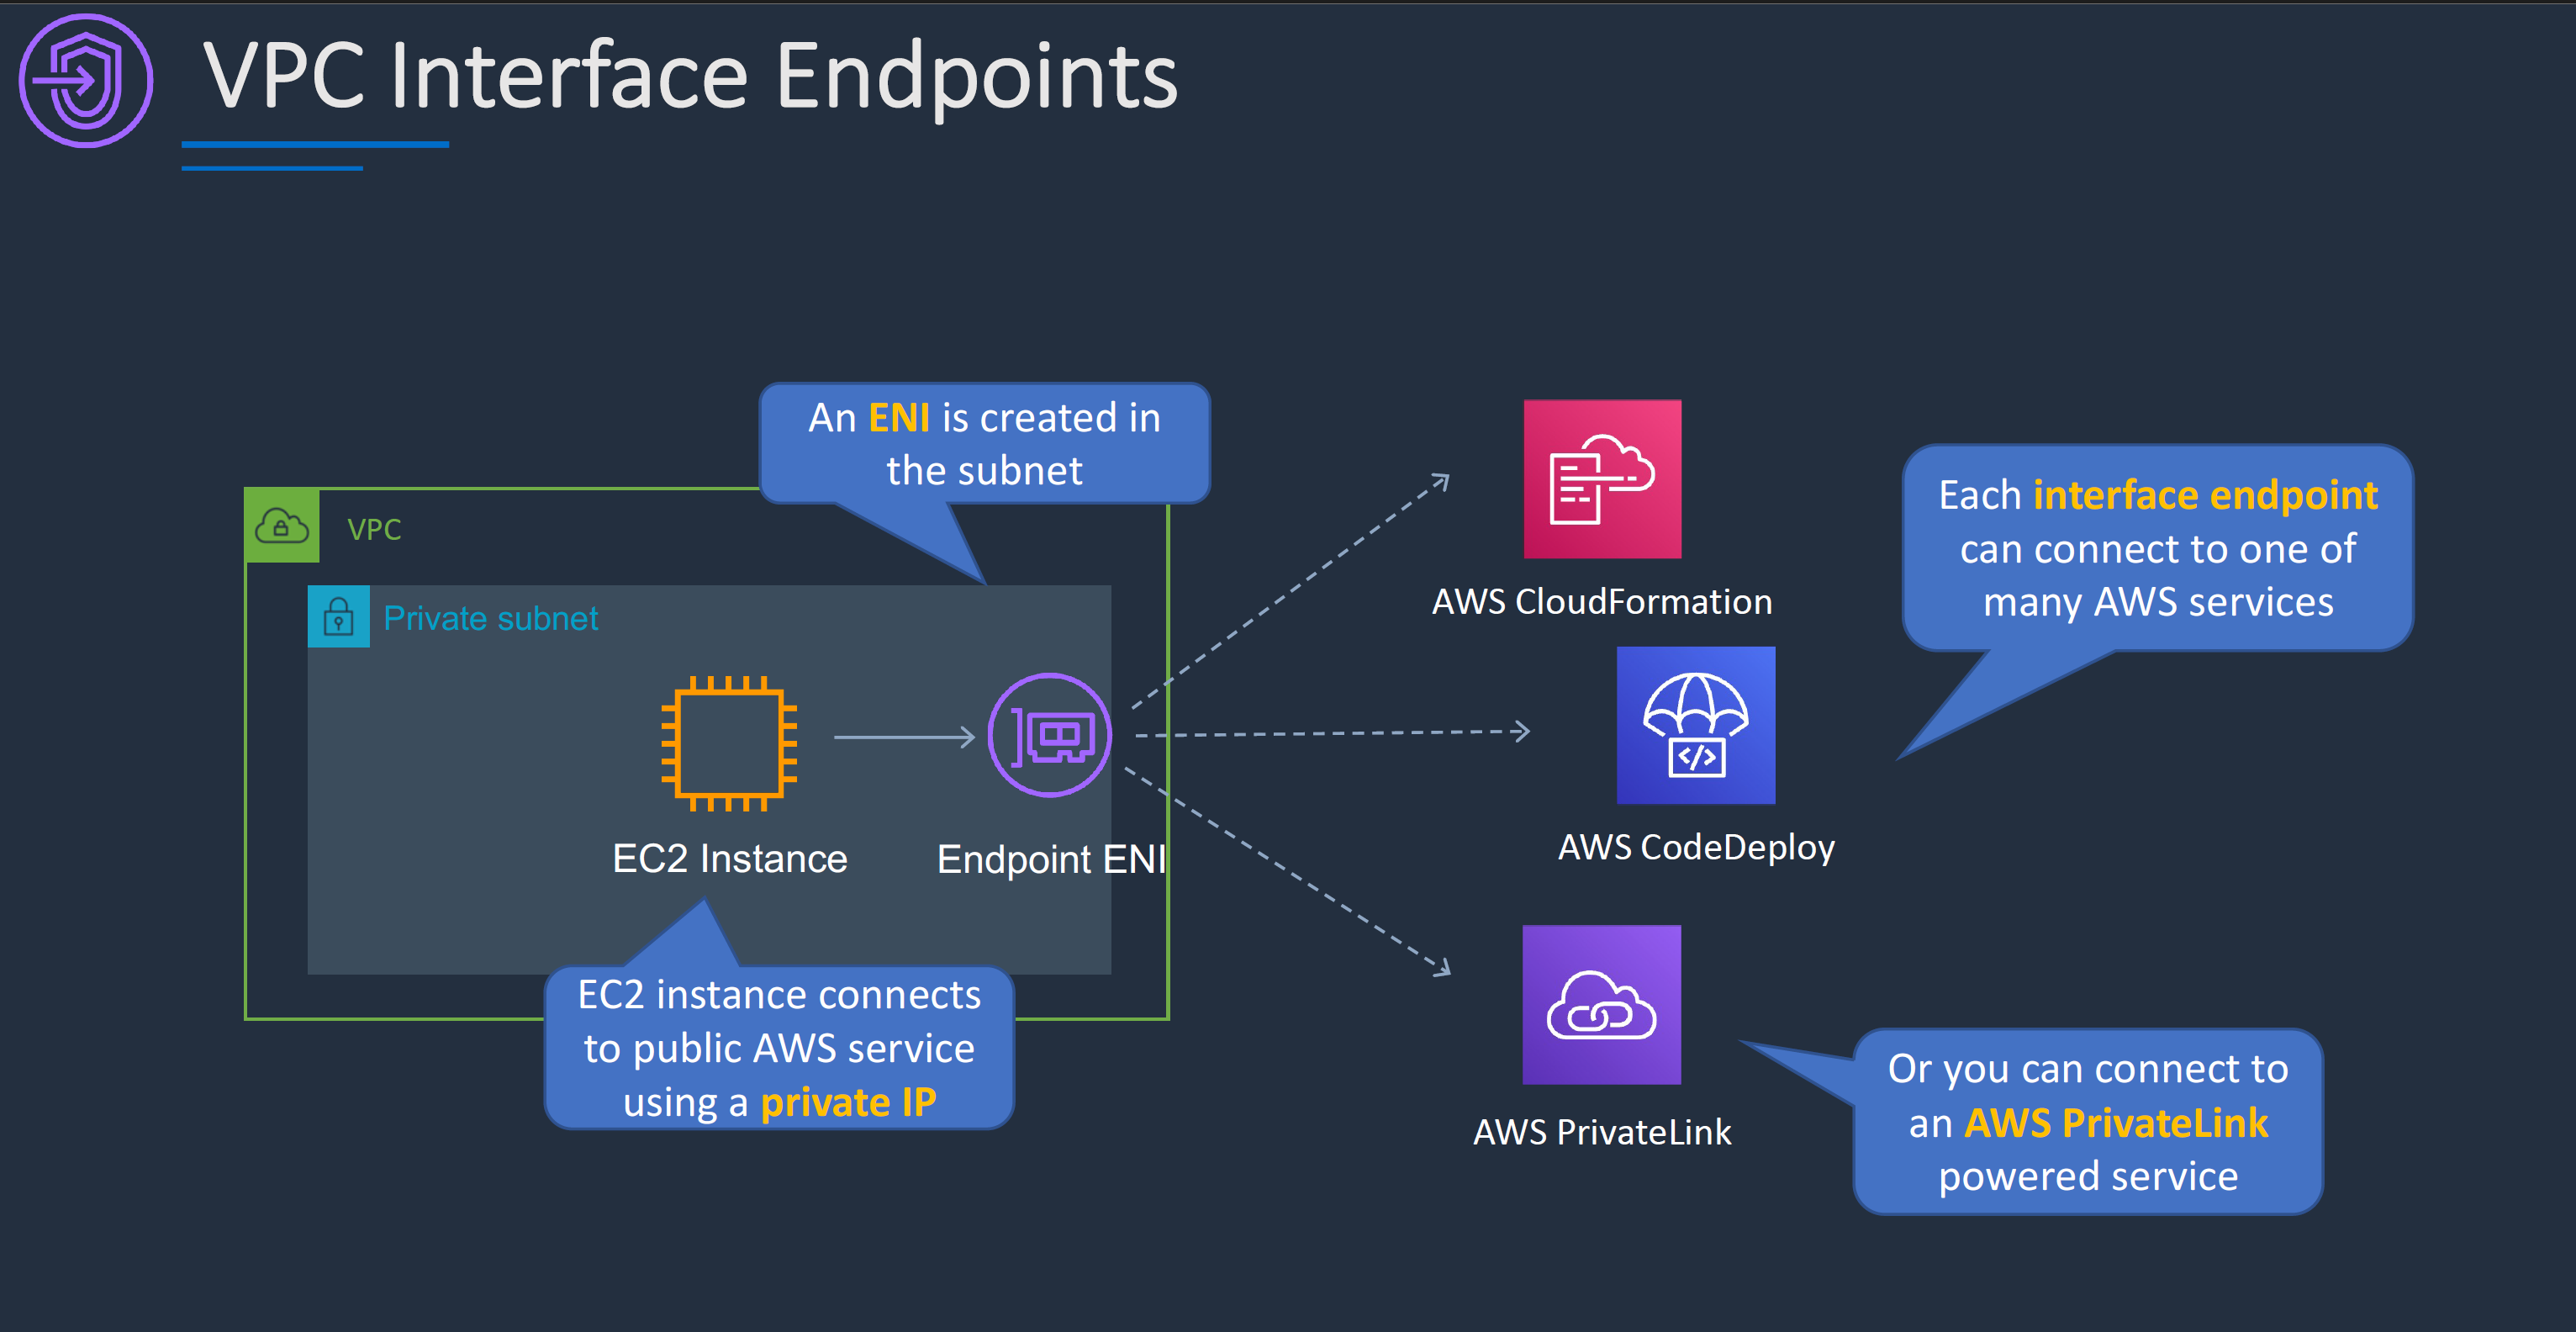 VPC Interface Endpoints
An ENI is created in
the subnet
VPC
Private subnet
EC2 Instance
Endpoint ENI
EC2 instance connects
to public AWS service
using a private IP
AWS CloudFormation
Each interface endpoint
can connect to one of
many AWS services
</>
AWS CodeDeploy
AWS PrivateLink
Or you can connect to
an AWS PrivateLink
powered service